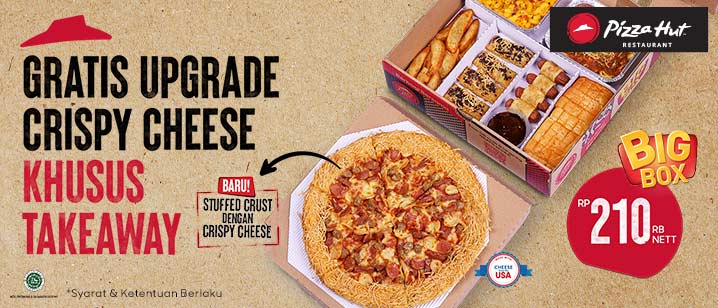 GRATIS UPGRADE
CRISPY CHEESE
KHUSUS
TAKEAWAY
BARU!
STUFFED CRUST
DENGAN
CRISPY CHEESE
*Syarat & Ketentuan Berlaku
Pizza Hut
RESTAURANT
BIG
BOX
RP 210 RB
NETT
CHEESE
USA